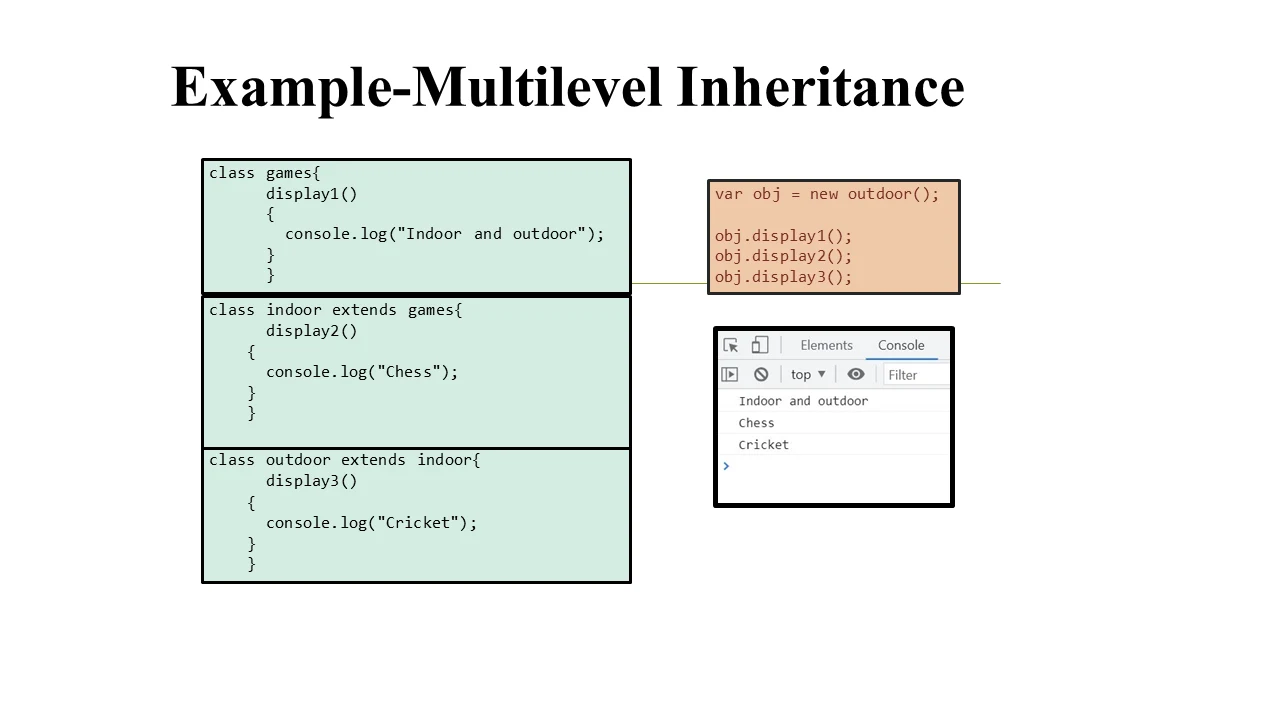 Example-Multilevel Inheritance
class games{
display1()
{
console.log("Indoor and outdoor");
}
}
class indoor extends games{
display2()
{
console.log("Chess");
}
}
class outdoor extends indoor{
display3()
{
console.log("Cricket");
}
}
var obj = new outdoor();
obj.display1();
obj.display2();
obj.display3();
Elements Console
top ▼ Filter
Indoor and outdoor
Chess
Cricket
>